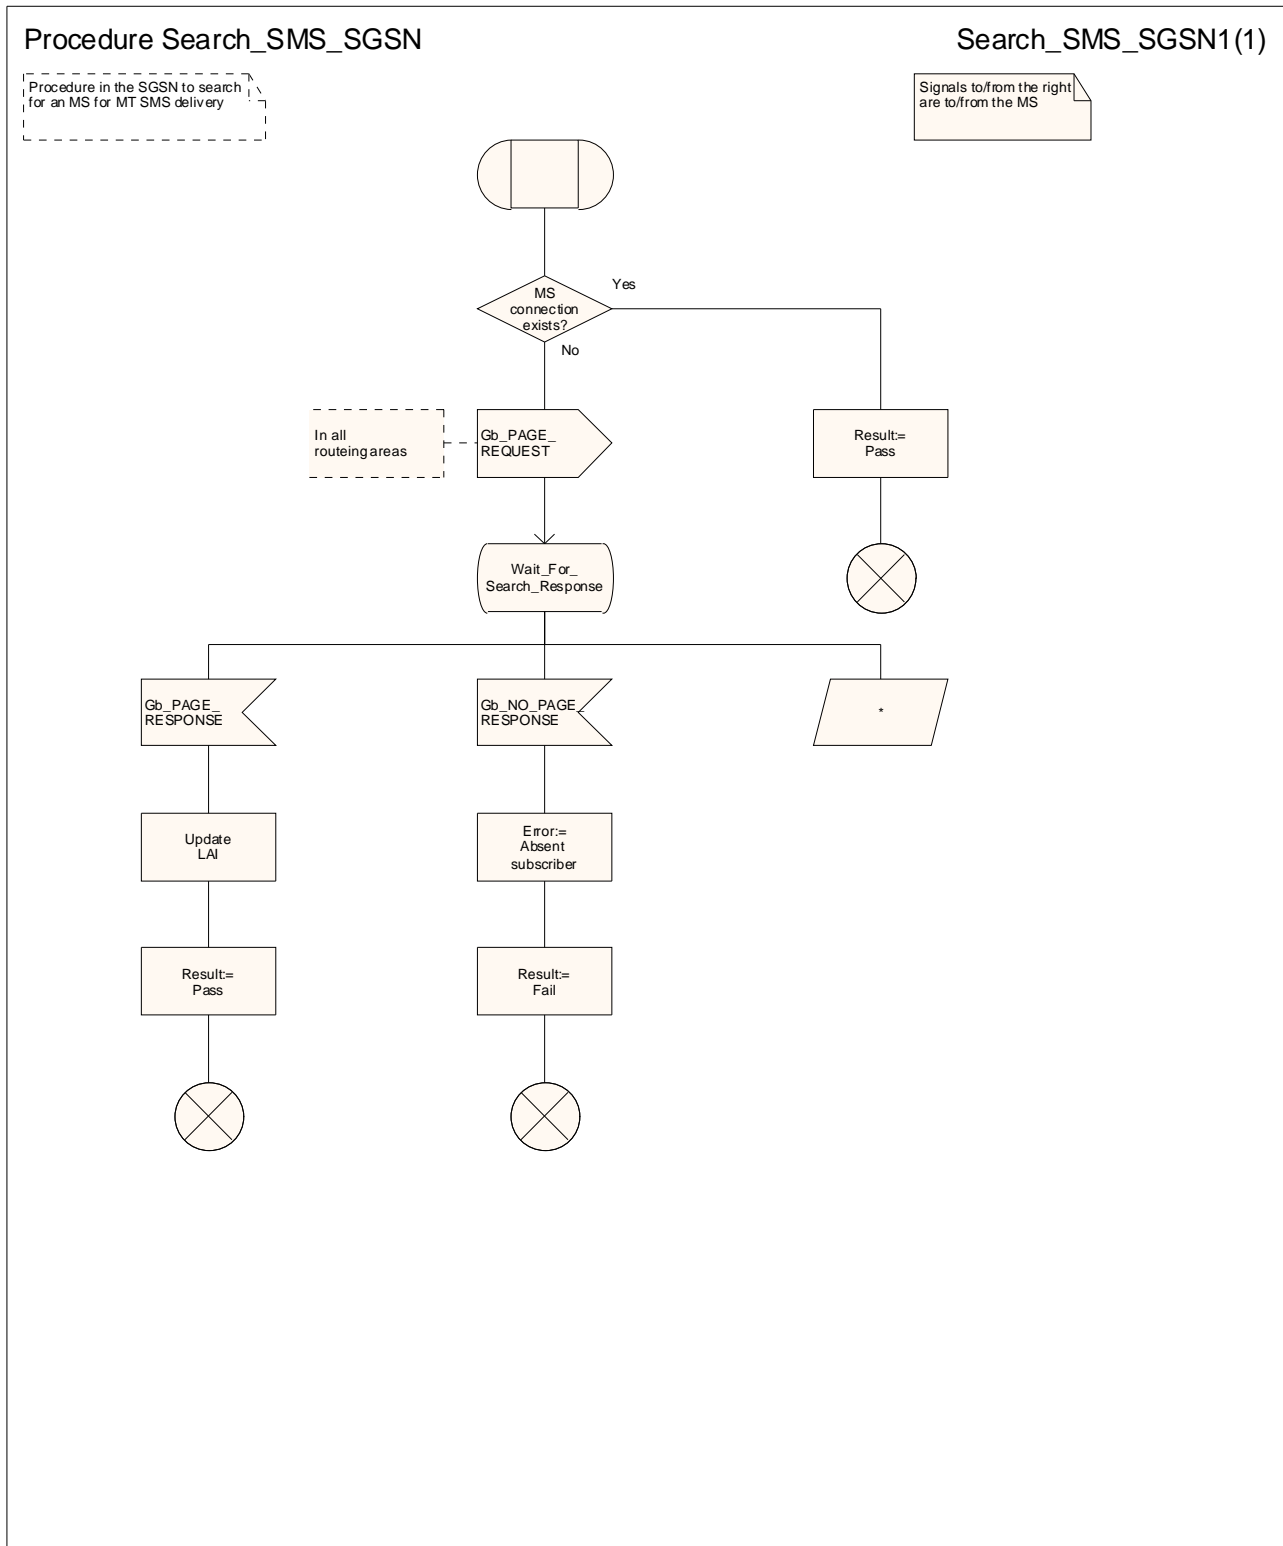 Procedure Search_SMS_SGSN
Search_SMS_SGSN1(1)
Procedure in the SGSN to search
for an MS for MT SMS delivery
Signals to/from the right
are to/from the MS
MS
connection
exists?
Yes
No
In all
routeing areas
Gb_PAGE_
REQUEST
Result:=
Pass
Wait_For_
Search_Response
Gb_PAGE_
RESPONSE
Gb_NO_PAGE_
RESPONSE
*
Update
LAI
Error:=
Absent
subscriber
Result:=
Pass
Result:=
Fail